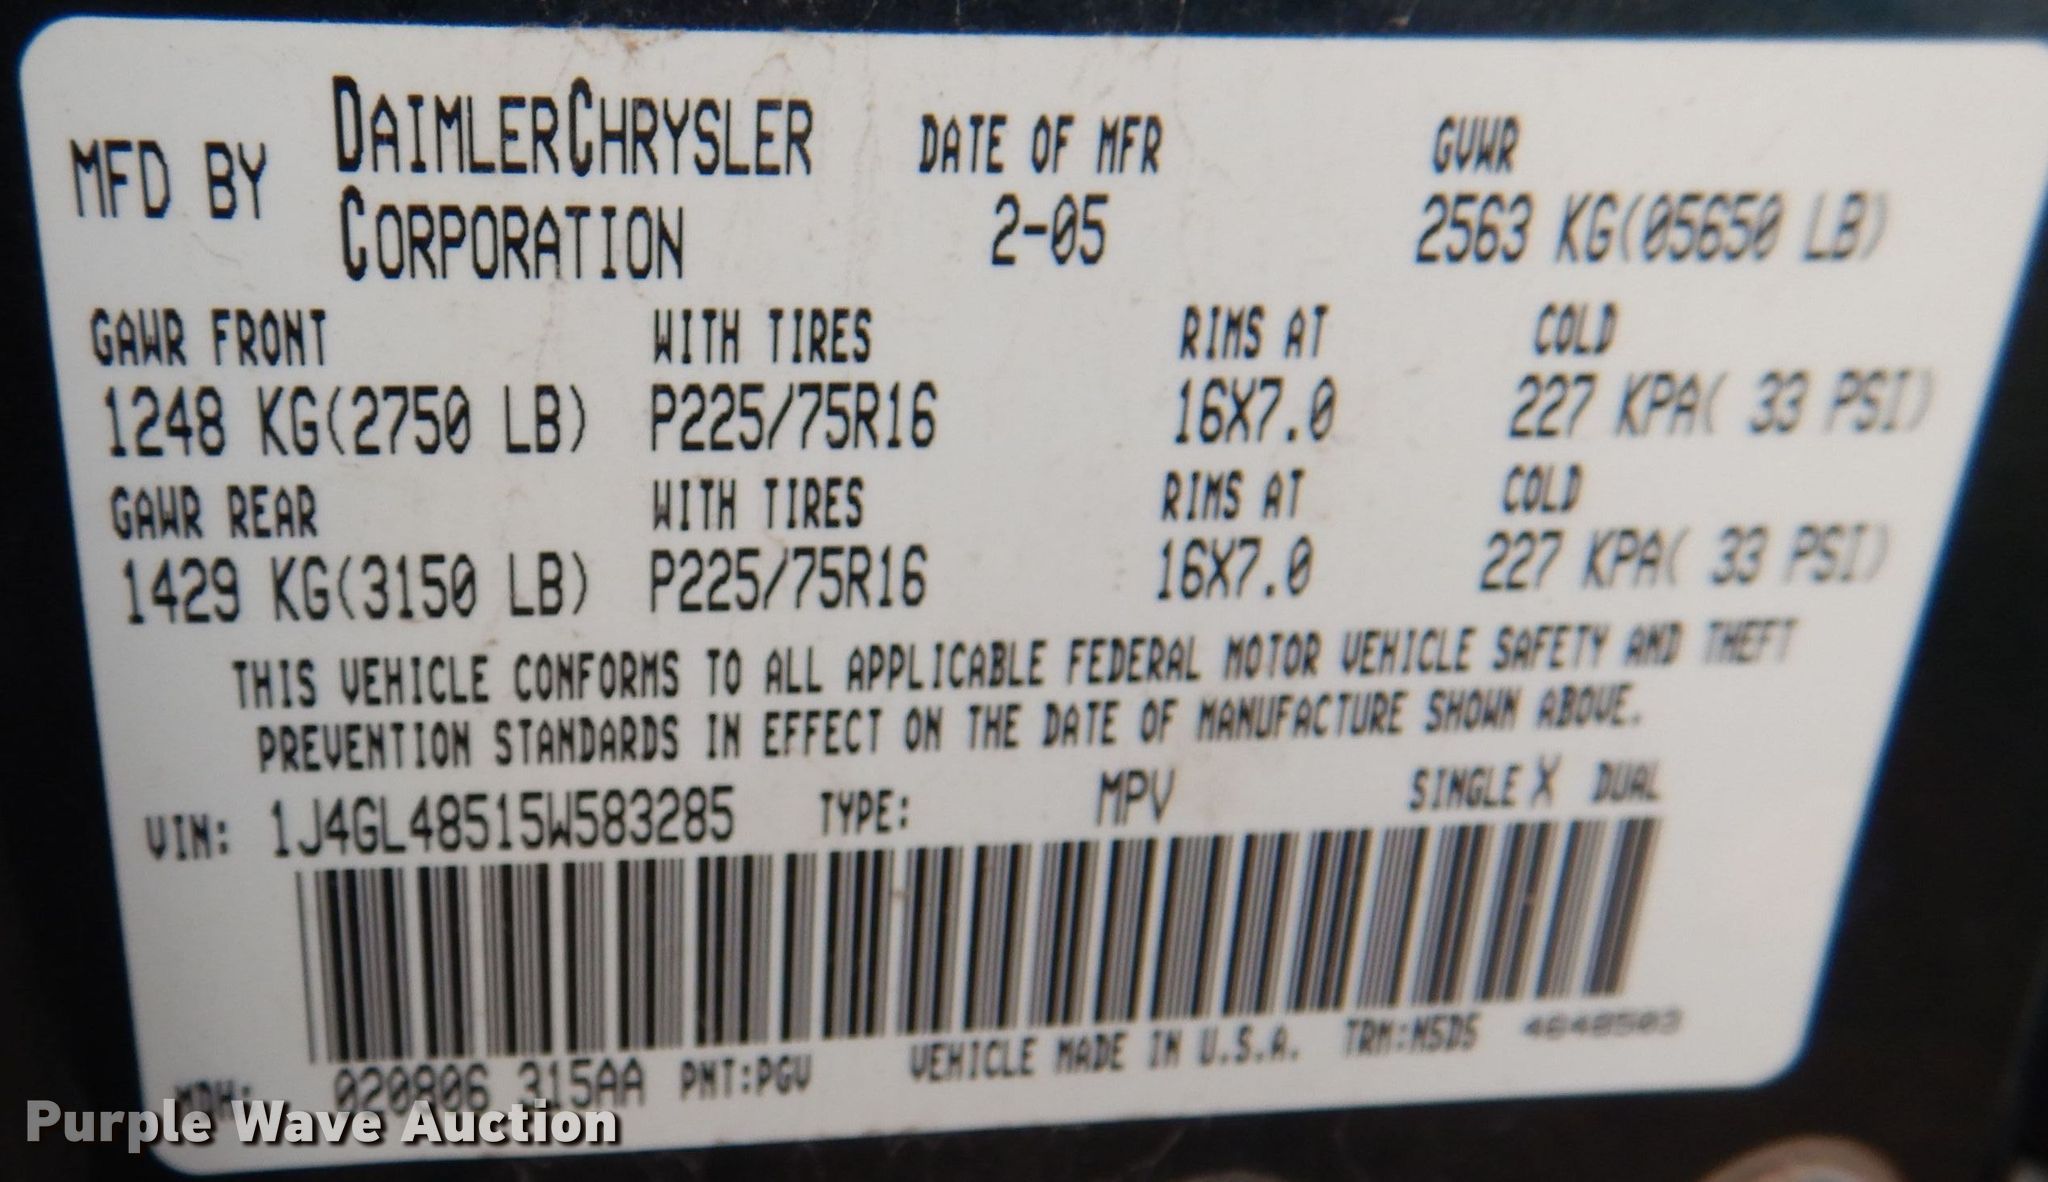 MFD BY DAIMLERCHRYSLER CORPORATION DATE OF MFR 2-05 GVWR 2563 KG(05650 LB)
GAWR FRONT WITH TIRES RIMS AT COLD
1248 KG(2750 LB) P225/75R16 16X7.0 227 KPA( 33 PSI)
GAWR REAR WITH TIRES RIMS AT COLD
1429 KG(3150 LB) P225/75R16 16X7.0 227 KPA( 33 PSI)
THIS VEHICLE CONFORMS TO ALL APPLICABLE FEDERAL MOTOR VEHICLE SAFETY AND THEFT
PREVENTION STANDARDS IN EFFECT ON THE DATE OF MANUFACTURE SHOWN ABOVE.
VIN: 1J4GL48515W583285 TYPE: MPV SINGLE X DUAL
MDH: 020806 315AA PNT:PGV VEHICLE MADE IN U.S.A. TRM:
Purple Wave Auction